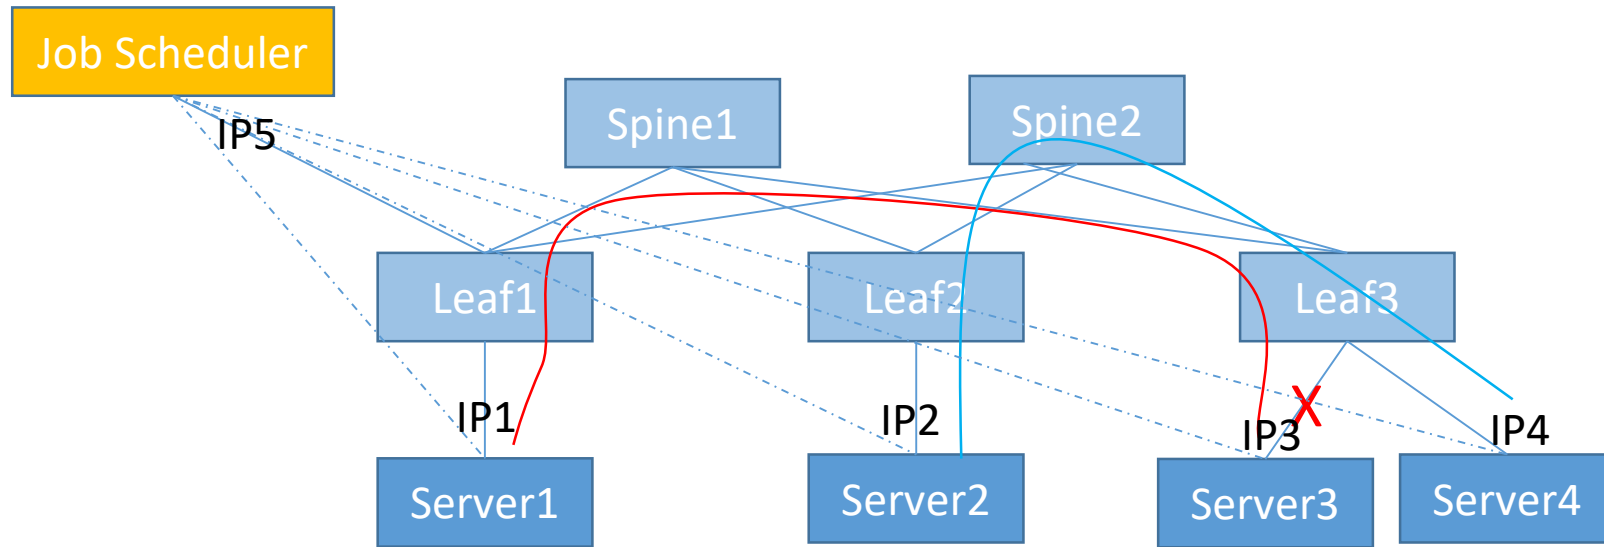 Job Scheduler
Spine1
Spine2
IP5
Leaf1
Leaf2
Leaf3
IP1
IP2
IP3
X
IP4
Server1
Server2
Server3
Server4